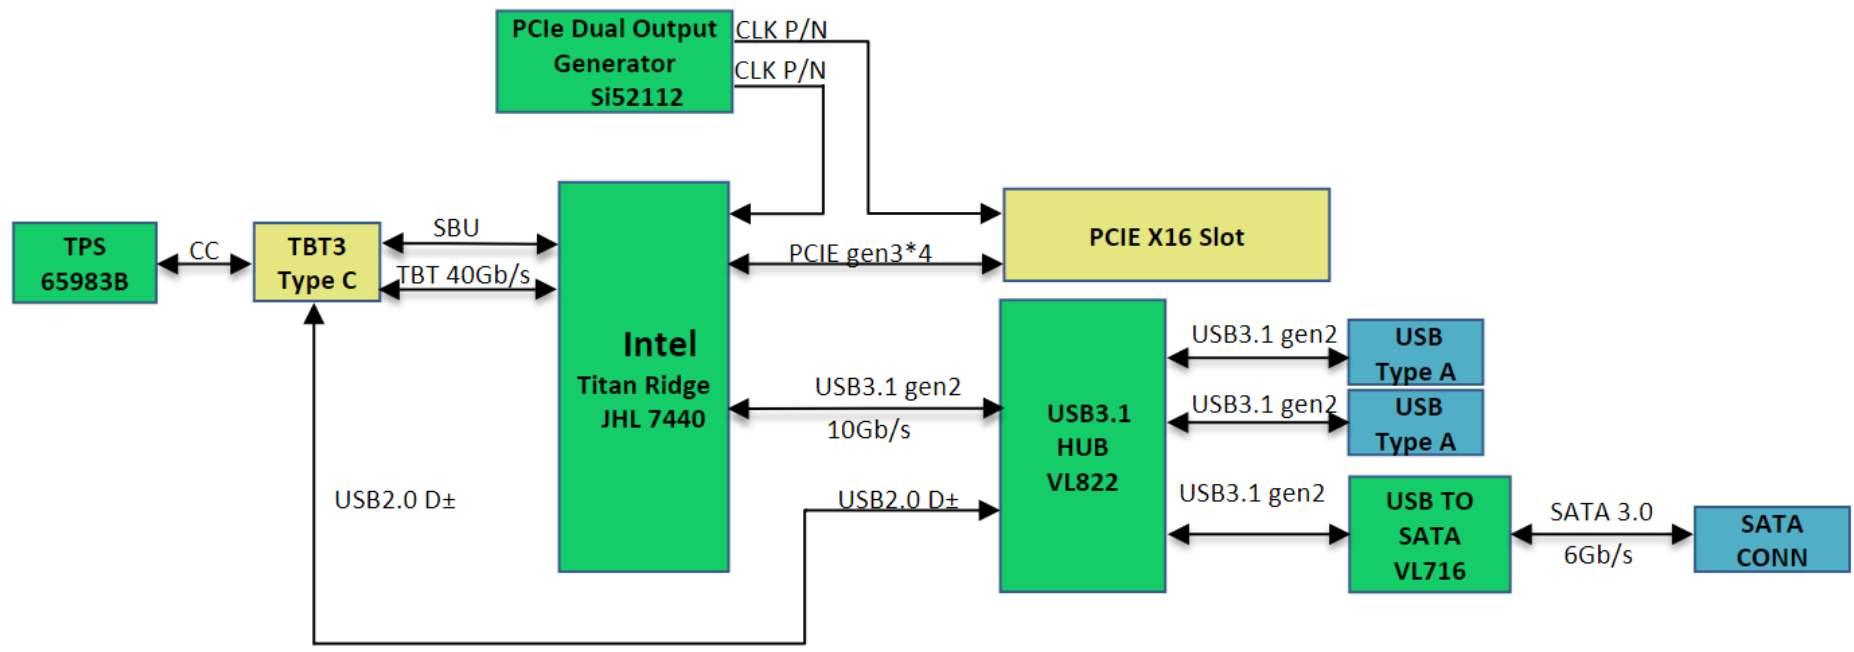 PCIe Dual Output
Generator
Si52112
CLK P/N
CLK P/N
TPS
65983B
CC
TBT3
Type C
SBU
TBT 40Gb/s
Intel
Titan Ridge
JHL 7440
PCIE gen3*4
PCIE X16 Slot
USB3.1 gen2
10Gb/s
USB2.0 D±
USB2.0 D±
USB3.1
HUB
VL822
USB3.1 gen2
USB
Type A
USB3.1 gen2
USB
Type A
USB3.1 gen2
USB TO
SATA
VL716
SATA 3.0
6Gb/s
SATA
CONN